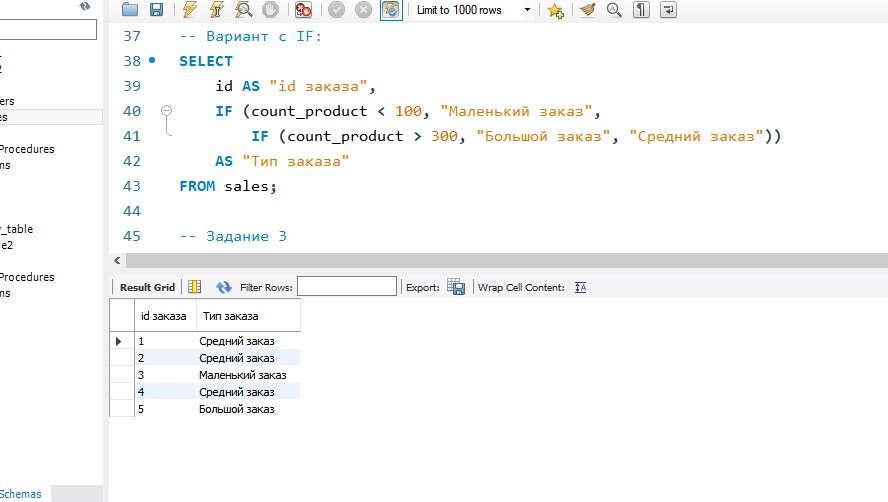 Limit to 1000 rows
37 -- Вариант с IF:
38 SELECT
39 id AS "id заказа",
40 IF (count_product < 100, "Маленький заказ",
41 IF (count_product > 300, "Большой заказ", "Средний заказ"))
42 AS "Тип заказа"
43 FROM sales;
44
45 -- Задание 3
ers
es
Procedures
ns
_table
e2
Procedures
ns
Schemas
Result Grid Filter Rows: Export: Wrap Cell Content:
id заказа Тип заказа
1 Средний заказ
2 Средний заказ
3 Маленький заказ
4 Средний заказ
5 Большой заказ